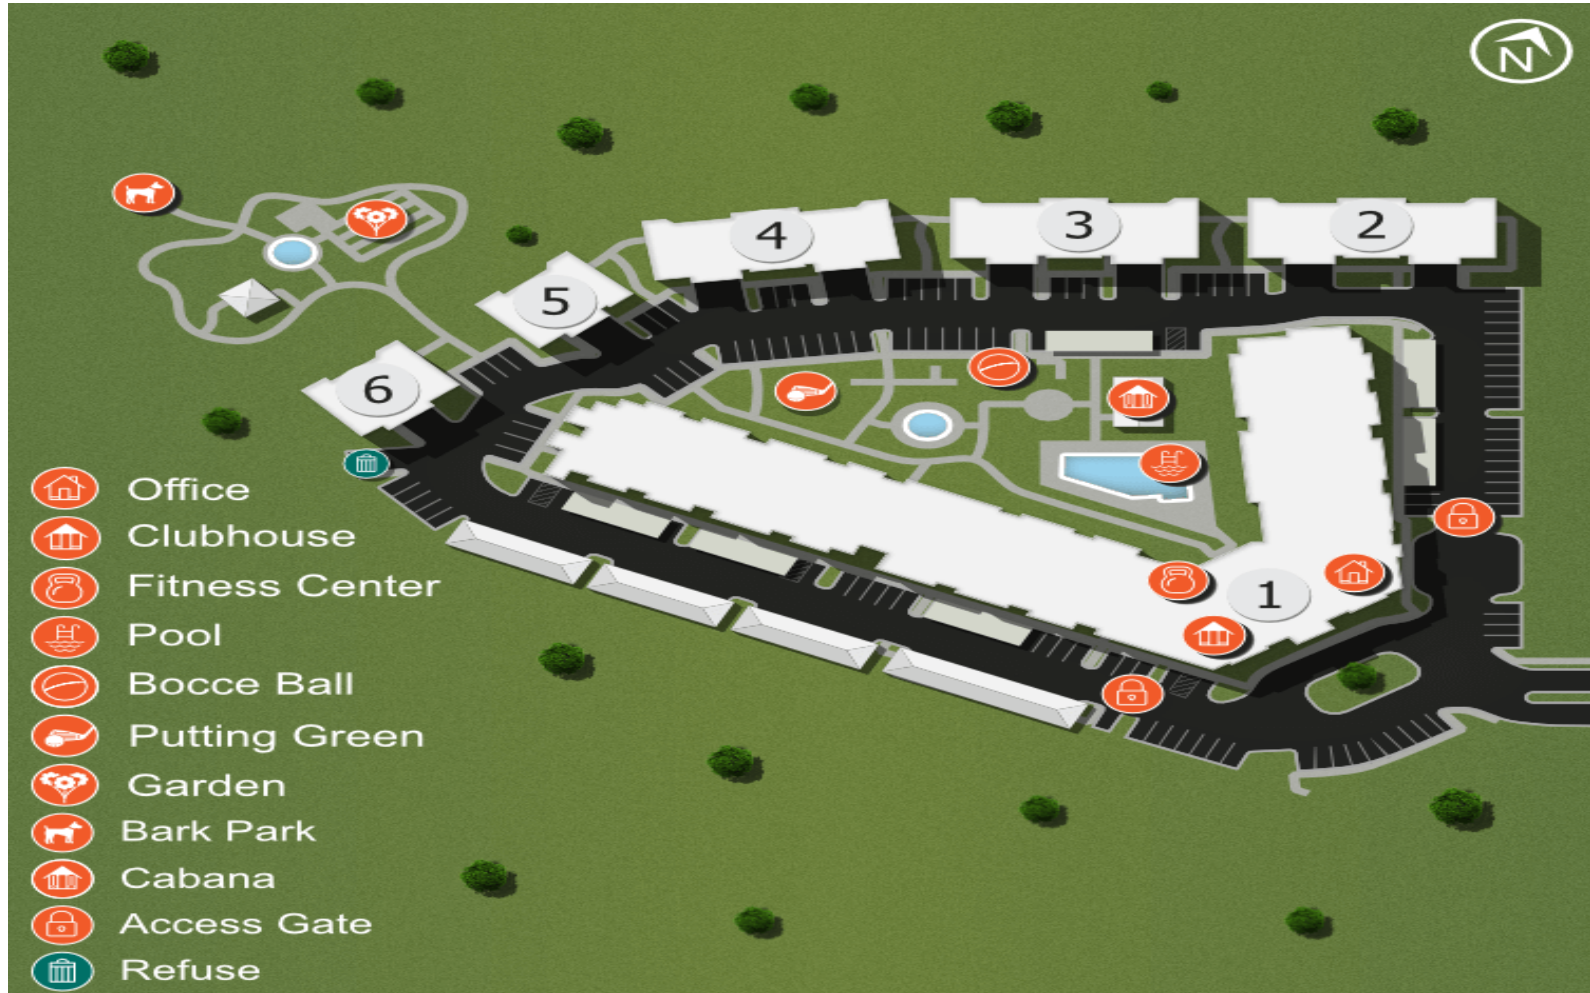 N
4
3
2
5
6
1
Office
Clubhouse
Fitness Center
Pool
Bocce Ball
Putting Green
Garden
Bark Park
Cabana
Access Gate
Refuse